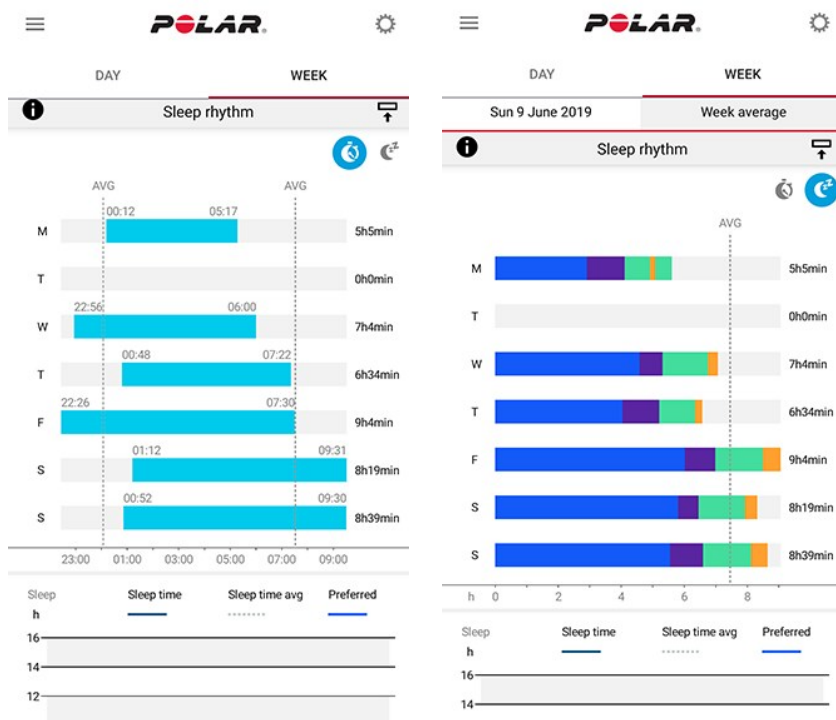 POLAR
DAY WEEK
Sleep rhythm
AVG AVG
00:12 05:17
M 5h5min
T 0h0min
22:56 06:00
W 7h4min
00:48 07:22
T 6h34min
22:26 07:30
F 9h4min
01:12 09:31
S 8h19min
00:52 09:30
S 8h39min
23:00 01:00 03:00 05:00 07:00 09:00
Sleep Sleep time Sleep time avg Preferred
h
16
14
12
POLAR
DAY WEEK
Sun 9 June 2019 Week average
Sleep rhythm
AVG
M 5h5min
T 0h0min
W 7h4min
T 6h34min
F 9h4min
S 8h19min
S 8h39min
h 0 2 4 6 8
Sleep Sleep time Sleep time avg Preferred
h
16
14